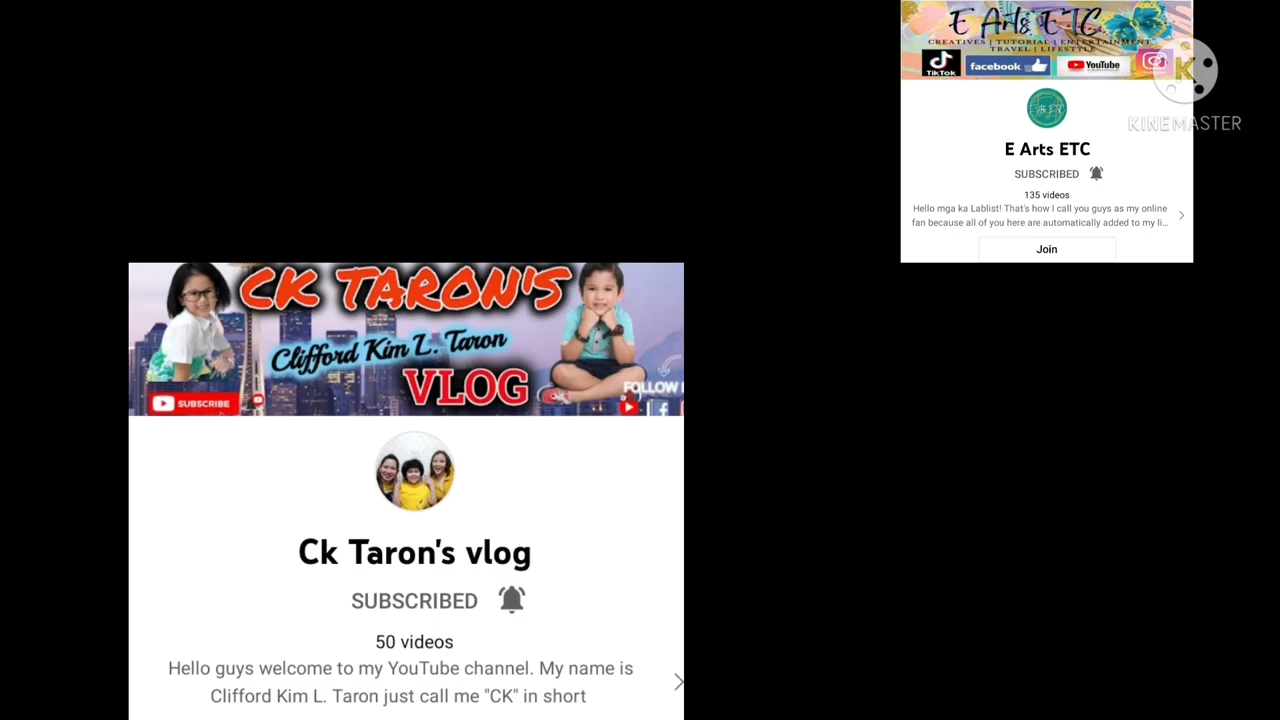 E Arts ETC
CREATIVES | TUTORIAL | ENTERTAINMENT
TRAVEL | LIFESTYLE
TikTok
facebook
YouTube
K
KINEMASTER
E Arts ETC
SUBSCRIBED
135 videos
Hello mga ka Lablist! That's how I call you guys as my online
fan because all of you here are automatically added to my li...
Join
CK TARON'S
Clifford Kim L. Taron
VLOG
SUBSCRIBE
FOLLOW
Ck Taron's vlog
SUBSCRIBED
50 videos
Hello guys welcome to my YouTube channel. My name is
Clifford Kim L. Taron just call me "CK" in short